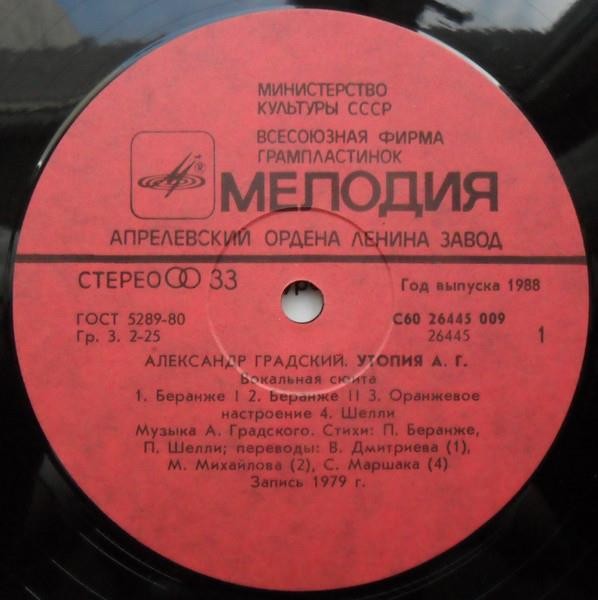 МИНИСТЕРСТВО
КУЛЬТУРЫ СССР
ВСЕСОЮЗНАЯ ФИРМА
ГРАМПЛАСТИНОК
МЕЛОДИЯ
АПРЕЛЕВСКИЙ ОРДЕНА ЛЕНИНА ЗАВОД
СТЕРЕО 33 Год выпуска 1988
ГОСТ 5289-80 С60 26445 009
Гр. 3. 2-25 26445 1
АЛЕКСАНДР ГРАДСКИЙ. УТОПИЯ А. Г.
Вокальная сюита
1. Беранже I 2. Беранже II 3. Оранжевое
настроение 4. Шелли
Музыка А. Градского. Стихи: П. Беранже,
П. Шелли; переводы: В. Дмитриева (1),
М. Михайлова (2), С. Маршака (4)
Запись 1979 г.